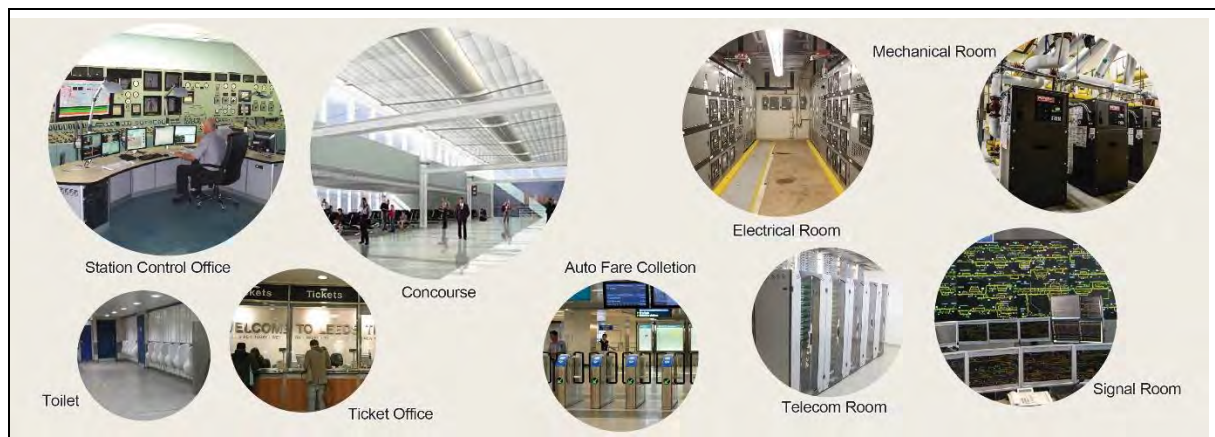 Mechanical Room
Electrical Room
Station Control Office
Concourse
Auto Fare Colletion
Tickets
Tickets
WELCOME TO LEEDS T
Toilet
Ticket Office
Telecom Room
Signal Room